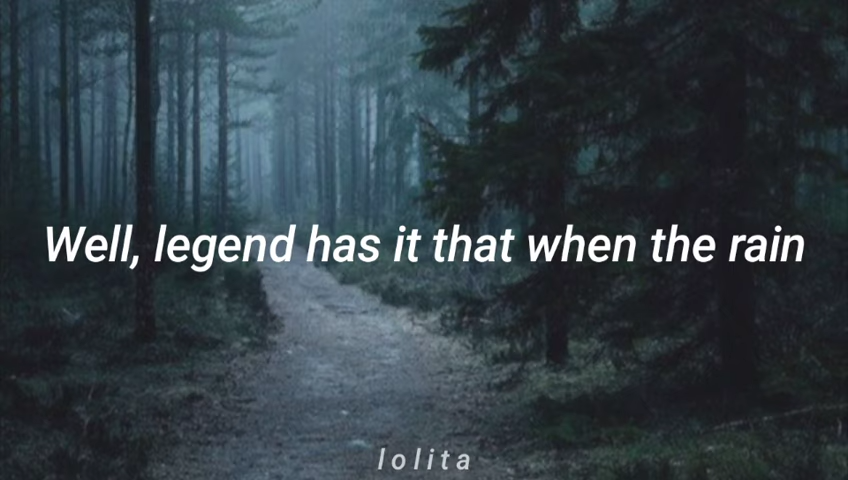 Well, legend has it that when the rain
lolita